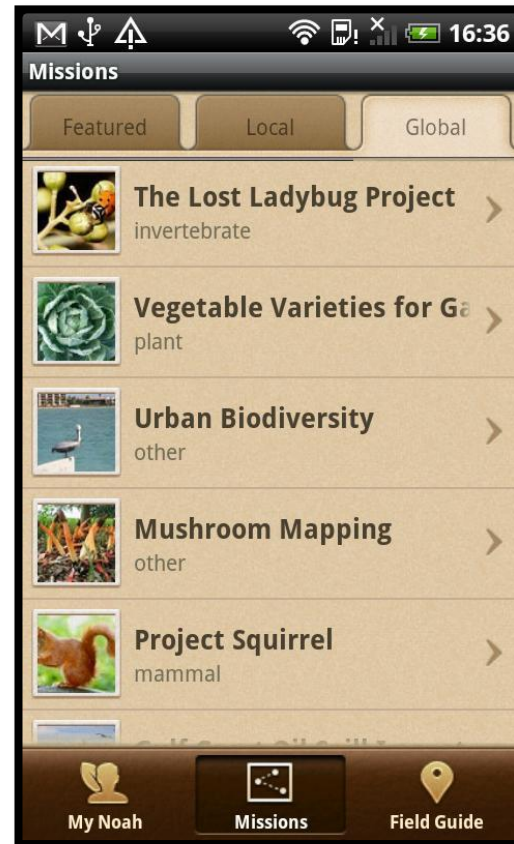 16:36
Missions
Featured Local Global
The Lost Ladybug Project
invertebrate
Vegetable Varieties for Ga
plant
Urban Biodiversity
other
Mushroom Mapping
other
Project Squirrel
mammal
My Noah Missions Field Guide